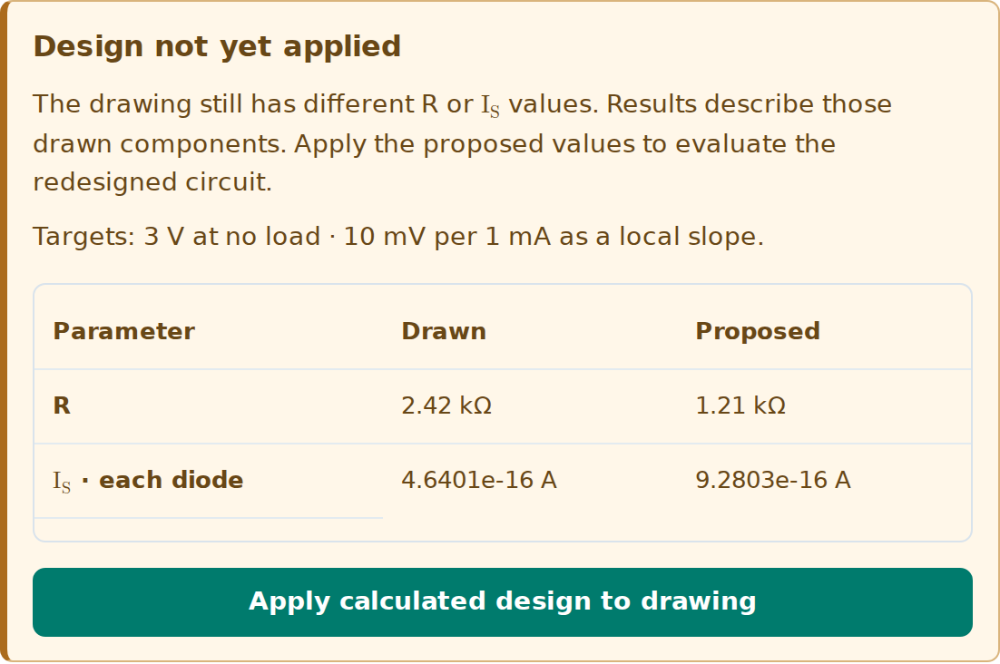 Design not yet applied
The drawing still has different R or I_S values. Results describe those
drawn components. Apply the proposed values to evaluate the
redesigned circuit.
Targets: 3 V at no load · 10 mV per 1 mA as a local slope.
Parameter Drawn Proposed
R 2.42 kΩ 1.21 kΩ
I_S · each diode 4.6401e-16 A 9.2803e-16 A
Apply calculated design to drawing